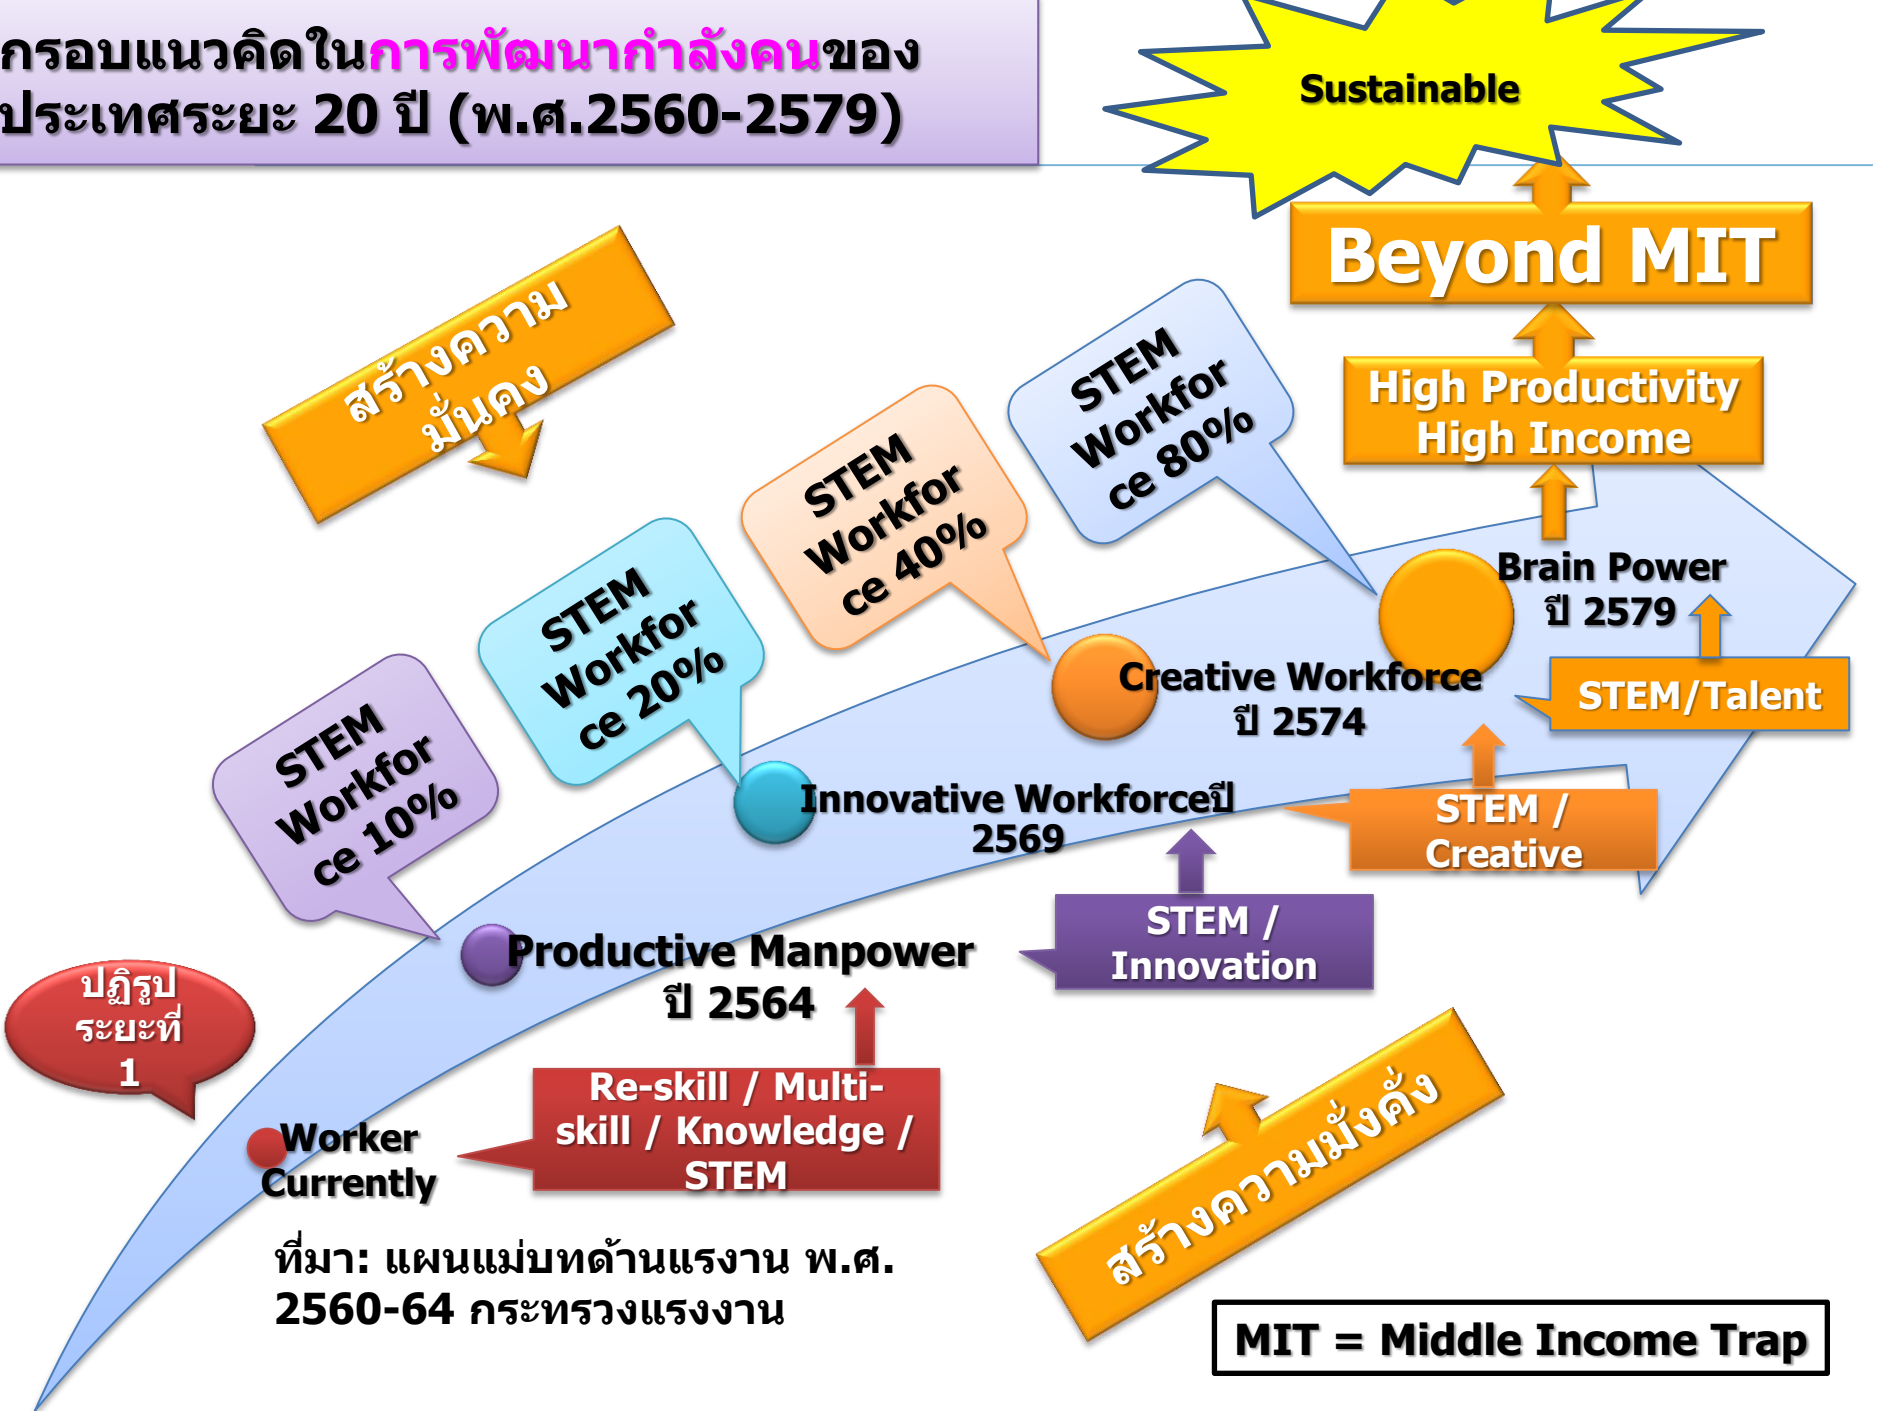 กรอบแนวคิดในการพัฒนากำลังคนของ
ประเทศระยะ 20 ปี (พ.ศ.2560-2579)
Sustainable
Beyond MIT
High Productivity
High Income
สร้างความ
มั่นคง
STEM
Workfor
ce 80%
STEM
Workfor
ce 40%
STEM
Workfor
ce 20%
STEM
Workfor
ce 10%
Brain Power
ปี 2579
STEM/Talent
Creative Workforce
ปี 2574
STEM /
Creative
Innovative Workforceปี
2569
STEM /
Innovation
Productive Manpower
ปี 2564
ปฏิรูป
ระยะที่
1
Re-skill / Multi-
skill / Knowledge /
STEM
Worker
Currently
สร้างความมั่งคั่ง
ที่มา: แผนแม่บทด้านแรงาน พ.ศ.
2560-64 กระทรวงแรงงาน
MIT = Middle Income Trap